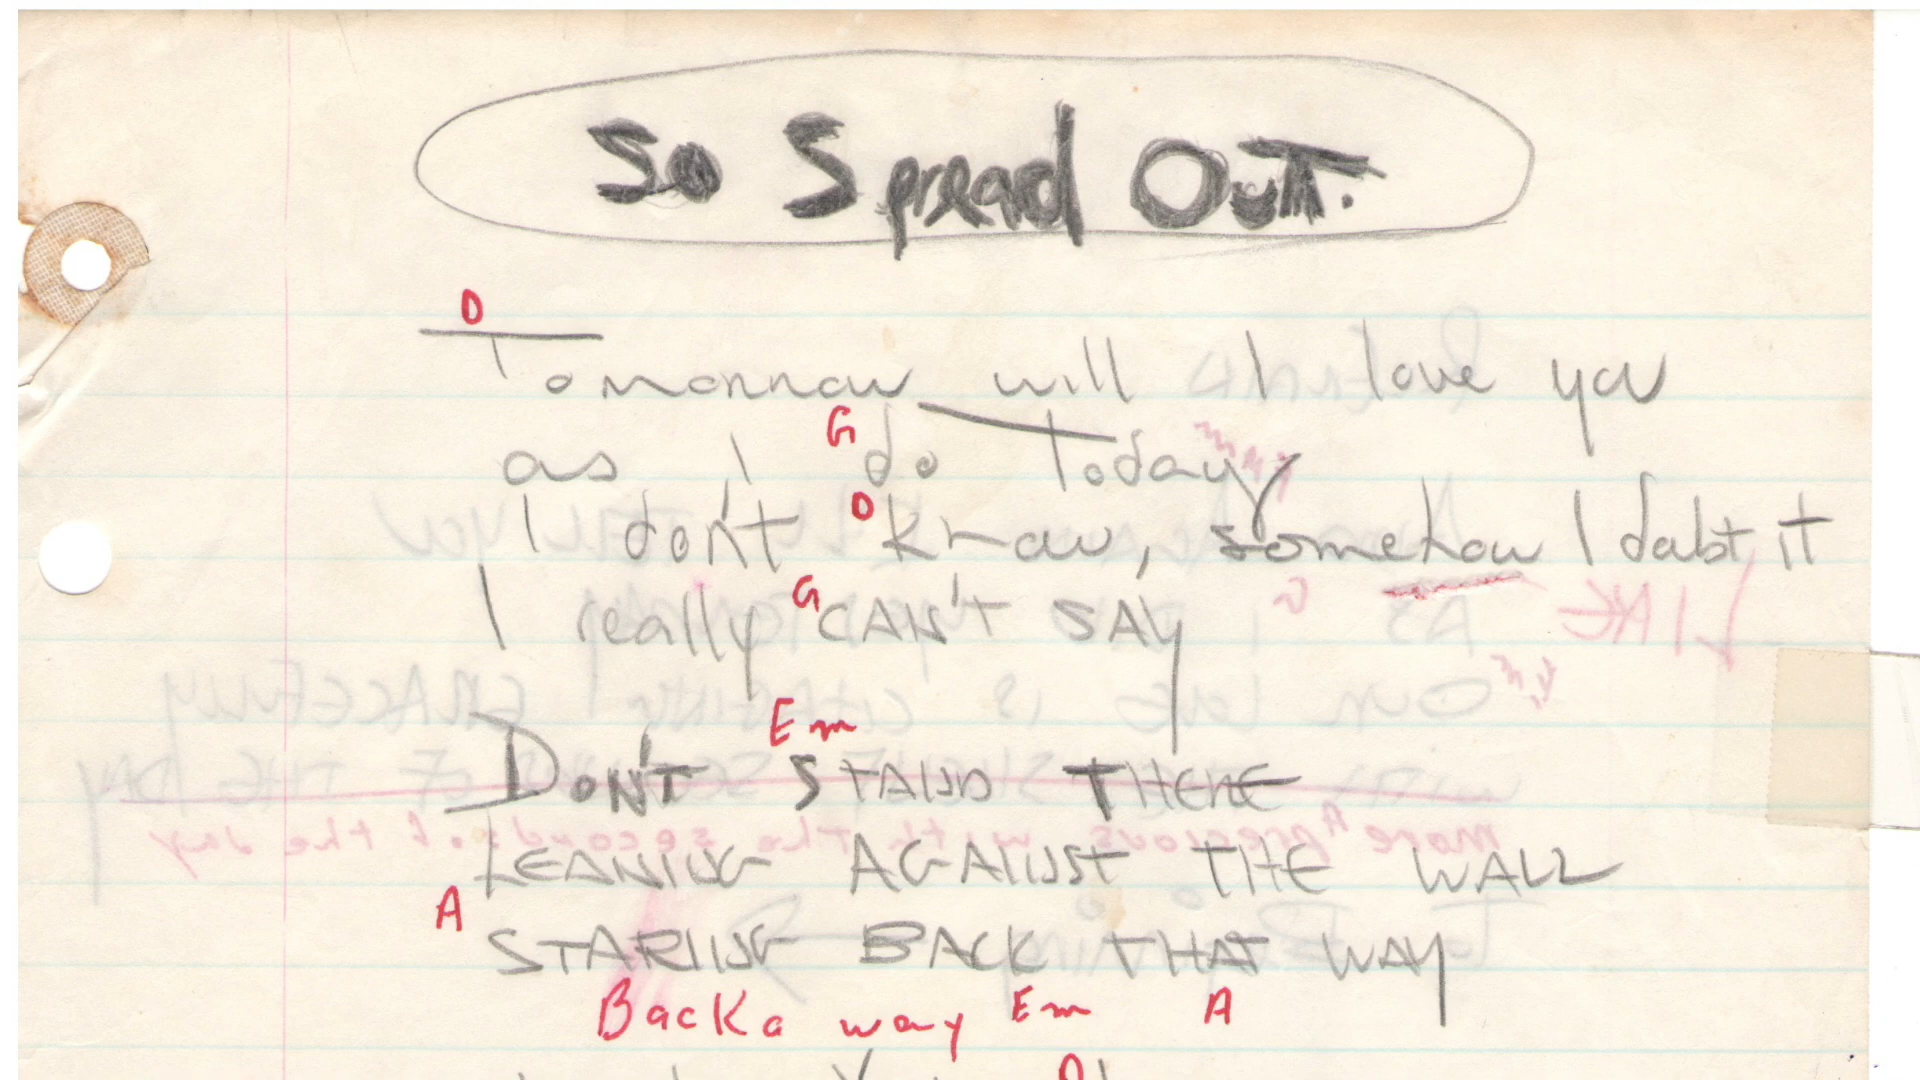 So Spread OUT.
D
Tomorrow will I love you
G
as I do Today
D
I don't know, somehow I dabt it
G
I really CAN'T SAY
Em
DON'T STAND THERE
LEANING AGAINST THE WALL
A
STARING BACK THAT WAY
Back a way Em A